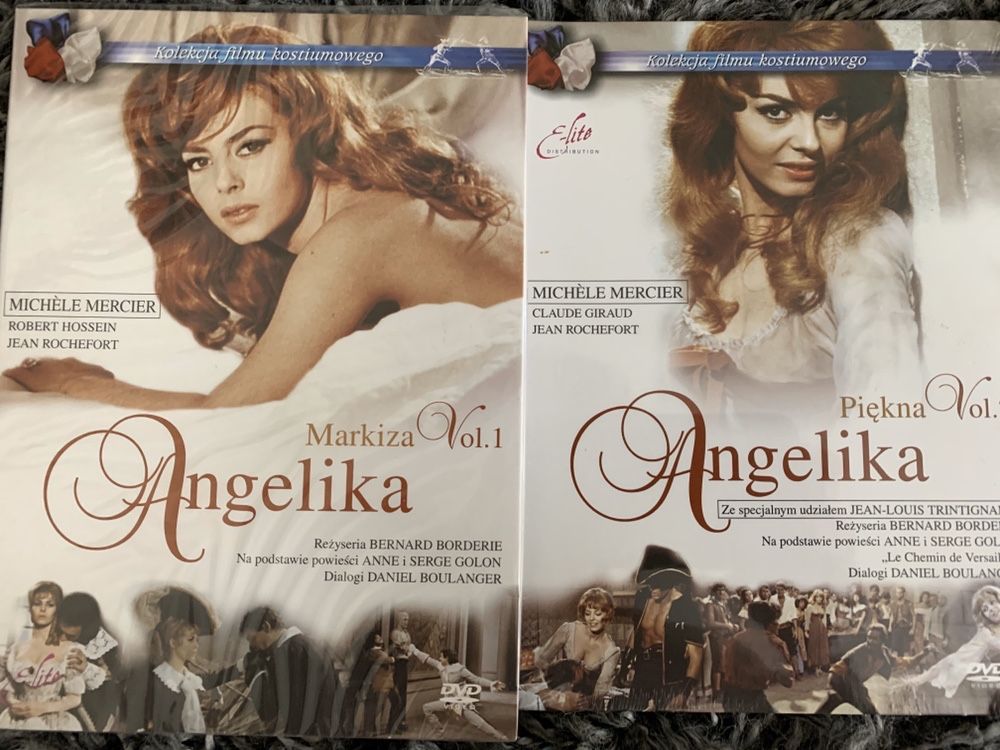 Kolekcja filmu kostiumowego
MICHÈLE MERCIER
ROBERT HOSSEIN
JEAN ROCHEFORT
Markiza Vol.1
Angelika
Reżyseria BERNARD BORDERIE
Na podstawie powieści ANNE i SERGE GOLON
Dialogi DANIEL BOULANGER
Elite
DVD
VIDEO
Kolekcja filmu kostiumowego
E-lite
DISTRIBUTION
MICHÈLE MERCIER
CLAUDE GIRAUD
JEAN ROCHEFORT
Piękna Vol.
Angelika
Ze specjalnym udziałem JEAN-LOUIS TRINTIGNA
Reżyseria BERNARD BORDE
Na podstawie powieści ANNE i SERGE GOL
„Le Chemin de Versail
Dialogi DANIEL BOULANG
DVD